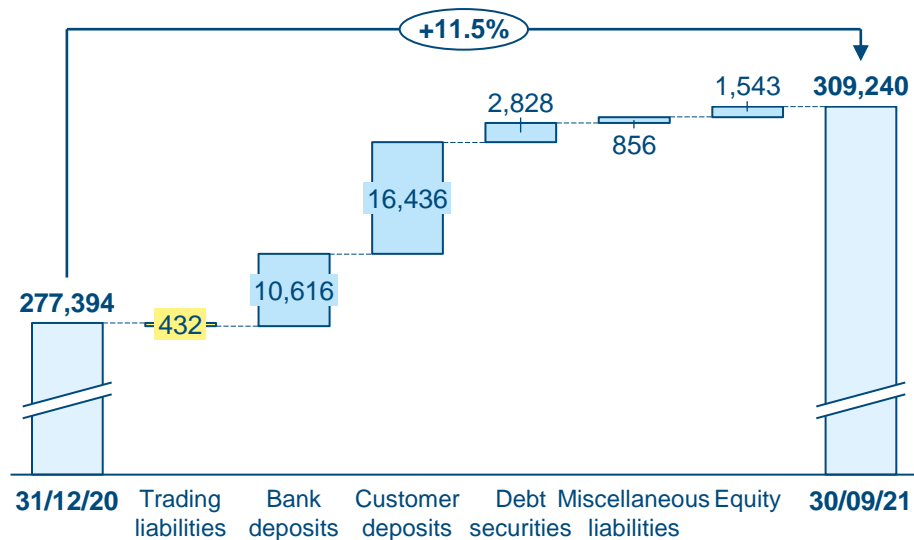 +11.5%
2,828
1,543
309,240
856
16,436
10,616
277,394
432
31/12/20
Trading
liabilities
Bank
deposits
Customer
deposits
Debt
securities
Miscellaneous
liabilities
Equity
30/09/21